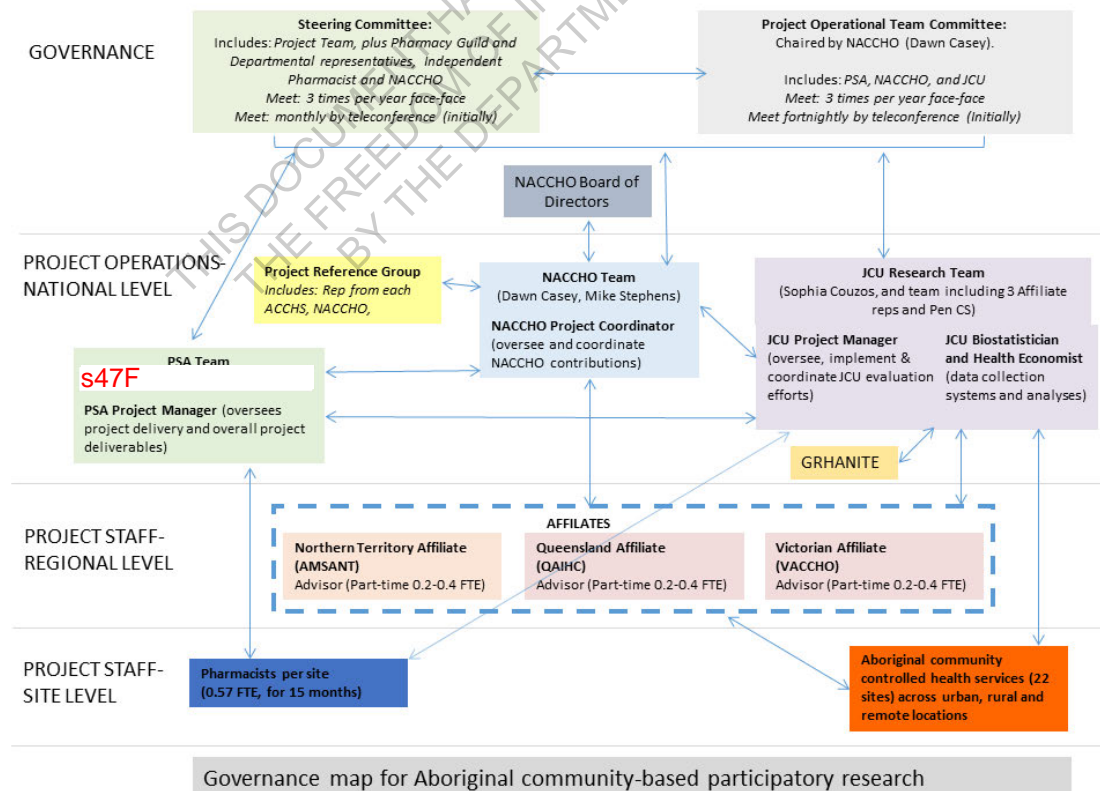 GOVERNANCE
Steering Committee:
Includes: Project Team, plus Pharmacy Guild and
Departmental representatives, Independent
Pharmacist and NACCHO
Meet: 3 times per year face-face
Meet: monthly by teleconference (initially)
Project Operational Team Committee:
Chaired by NACCHO (Dawn Casey).
Includes: PSA, NACCHO, and JCU
Meet: 3 times per year face-face
Meet fortnightly by teleconference (Initially)
THIS DOCUMENT HA
THE FREEDOM OF IN
BY THE DEPARTME
NACCHO Board of
Directors
PROJECT OPERATIONS-
NATIONAL LEVEL
Project Reference Group
Includes: Rep from each
ACCHS, NACCHO,
NACCHO Team
(Dawn Casey, Mike Stephens)
NACCHO Project Coordinator
(oversee and coordinate
NACCHO contributions)
JCU Research Team
(Sophia Couzos, and team including 3 Affiliate
reps and Pen CS)
JCU Project Manager
(oversee, implement &
coordinate JCU evaluation
efforts)
JCU Biostatistician
and Health Economist
(data collection
systems and analyses)
PSA Team
s47F
PSA Project Manager (oversees
project delivery and overall project
deliverables)
GRHANITE
PROJECT STAFF-
REGIONAL LEVEL
AFFILATES
Northern Territory Affiliate
(AMSANT)
Advisor (Part-time 0.2-0.4 FTE)
Queensland Affiliate
(QAIHC)
Advisor (Part-time 0.2-0.4 FTE)
Victorian Affiliate
(VACCHO)
Advisor (Part-time 0.2-0.4 FTE)
PROJECT STAFF-
SITE LEVEL
Pharmacists per site
(0.57 FTE, for 15 months)
Aboriginal community
controlled health services (22
sites) across urban, rural and
remote locations
Governance map for Aboriginal community-based participatory research